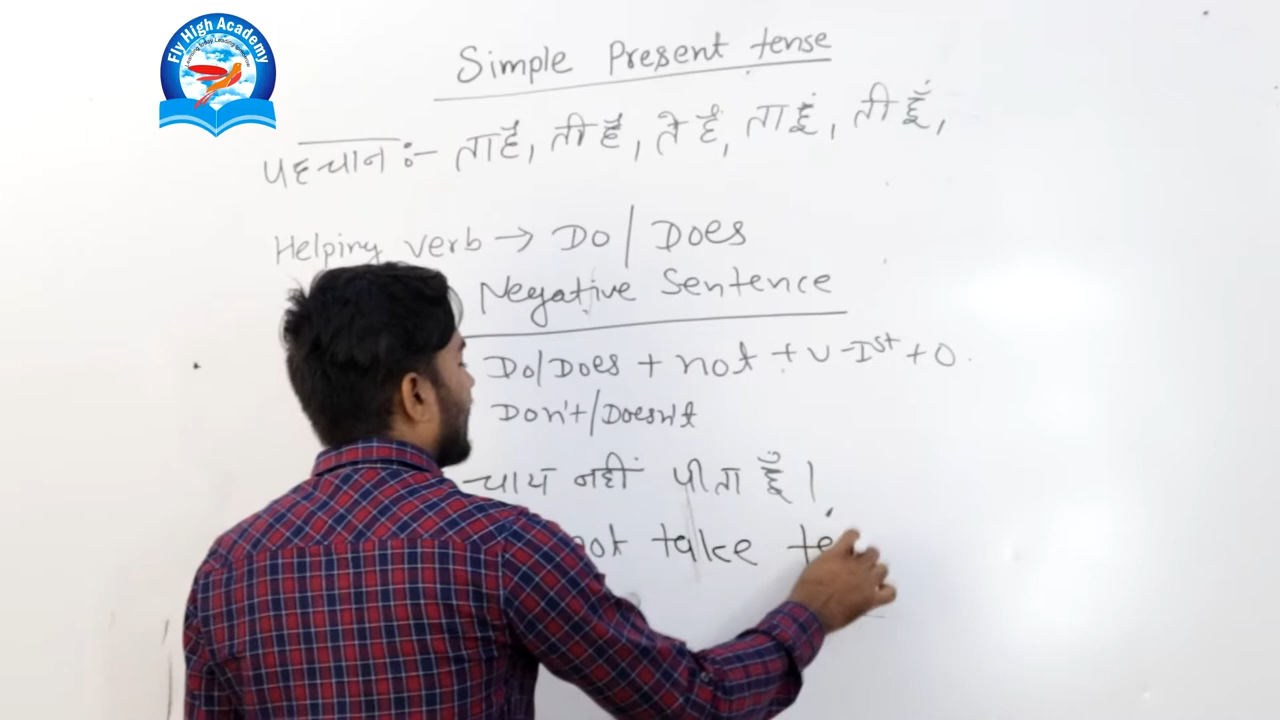 Fly High Academy
Simple Present tense
पहचान :- ता है, ती है, ते हैं, ता हूँ, ती हूँ,
Helping verb → Do / Does
Negative Sentence
Do/Does + not + V-Ist + O.
Don't/Doesn't
चाय नहीं पीता हूँ।
not take te